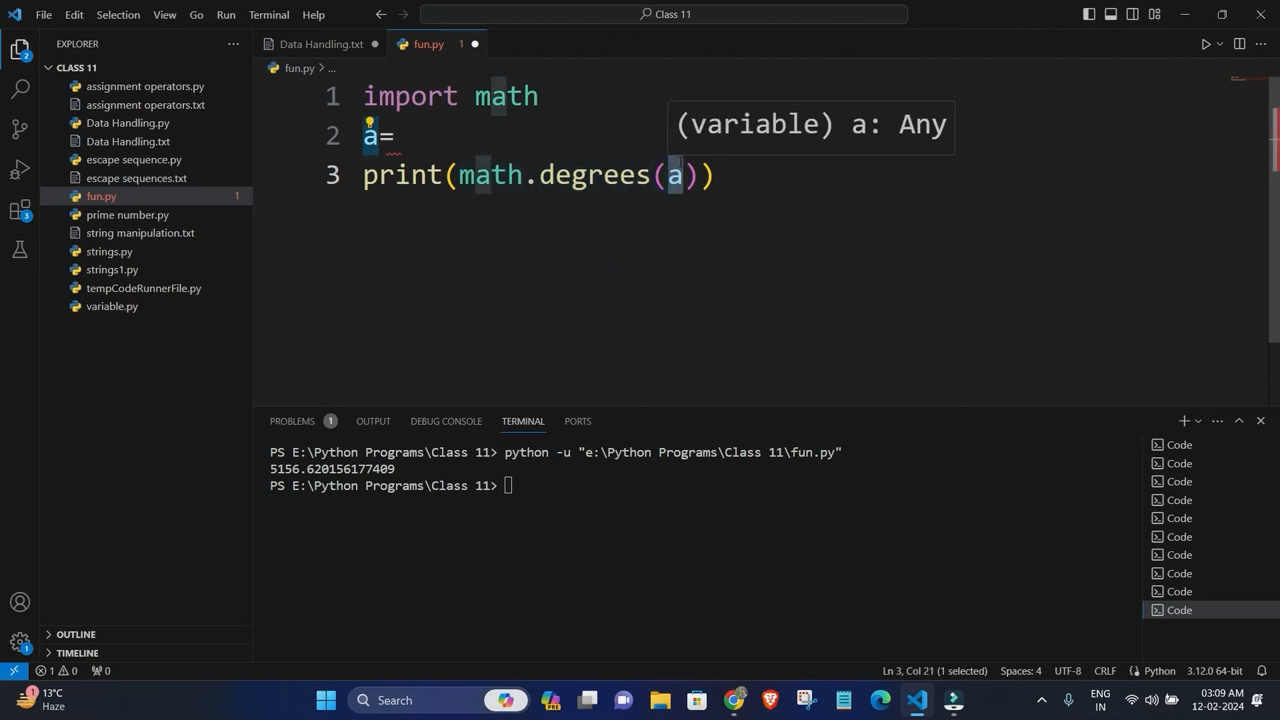 File Edit Selection View Go Run Terminal Help
Class 11
EXPLORER
Data Handling.txt
fun.py 1
CLASS 11
fun.py > ...
assignment operators.py
assignment operators.txt
Data Handling.py
Data Handling.txt
escape sequence.py
escape sequences.txt
fun.py 1
prime number.py
string manipulation.txt
strings.py
strings1.py
tempCodeRunnerFile.py
variable.py
OUTLINE
TIMELINE
2
3
1
1 import math
2 a=
3 print(math.degrees(a))
(variable) a: Any
PROBLEMS 1 OUTPUT DEBUG CONSOLE TERMINAL PORTS
PS E:\Python Programs\Class 11> python -u "e:\Python Programs\Class 11\fun.py"
5156.620156177409
PS E:\Python Programs\Class 11>
Code
Code
Code
Code
Code
Code
Code
Code
Code
Code
1 0 0
Ln 3, Col 21 (1 selected) Spaces: 4 UTF-8 CRLF Python 3.12.0 64-bit
1
13°C
Haze
Search
PRE
ENG
IN
03:09 AM
12-02-2024